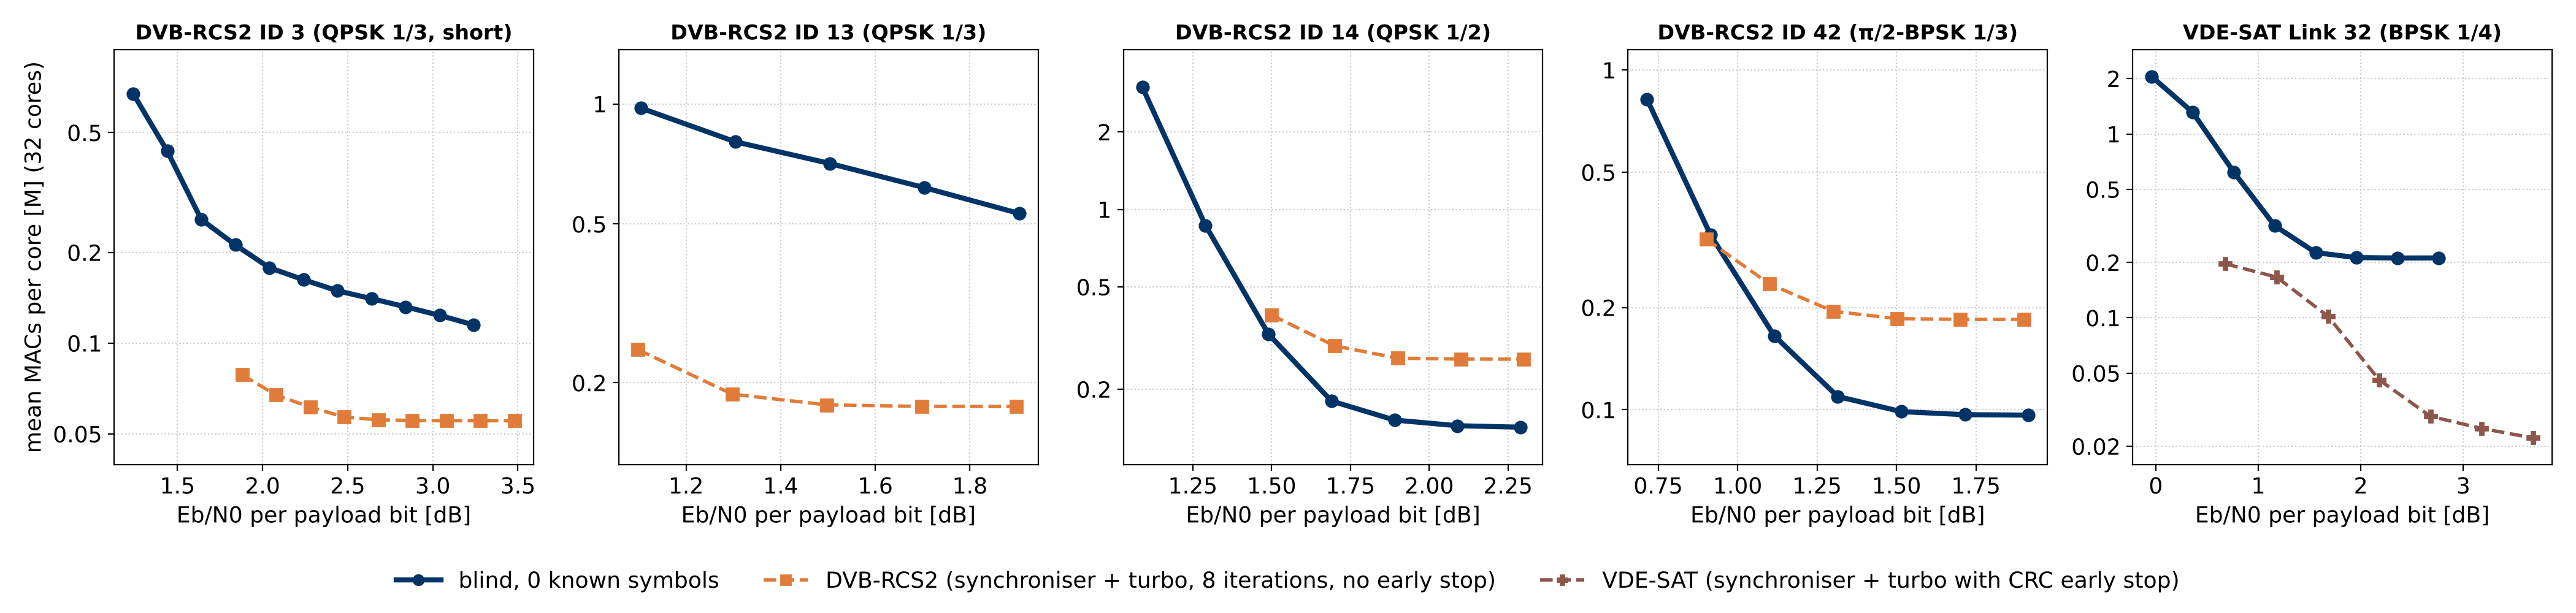 DVB-RCS2 ID 3 (QPSK 1/3, short)
DVB-RCS2 ID 13 (QPSK 1/3)
DVB-RCS2 ID 14 (QPSK 1/2)
DVB-RCS2 ID 42 (π/2-BPSK 1/3)
VDE-SAT Link 32 (BPSK 1/4)
mean MACs per core [M] (32 cores)
0.5
0.2
0.1
0.05
1.5 2.0 2.5 3.0 3.5
Eb/N0 per payload bit [dB]
1
0.5
0.2
1.2 1.4 1.6 1.8
Eb/N0 per payload bit [dB]
2
1
0.5
0.2
1.25 1.50 1.75 2.00 2.25
Eb/N0 per payload bit [dB]
1
0.5
0.2
0.1
0.75 1.00 1.25 1.50 1.75
Eb/N0 per payload bit [dB]
2
1
0.5
0.2
0.1
0.05
0.02
0 1 2 3
Eb/N0 per payload bit [dB]
blind, 0 known symbols
DVB-RCS2 (synchroniser + turbo, 8 iterations, no early stop)
VDE-SAT (synchroniser + turbo with CRC early stop)